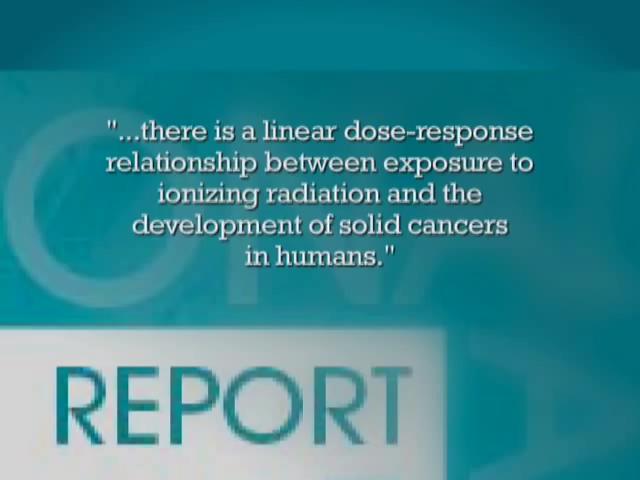 "...there is a linear dose-response
relationship between exposure to
ionizing radiation and the
development of solid cancers
in humans."
REPORT